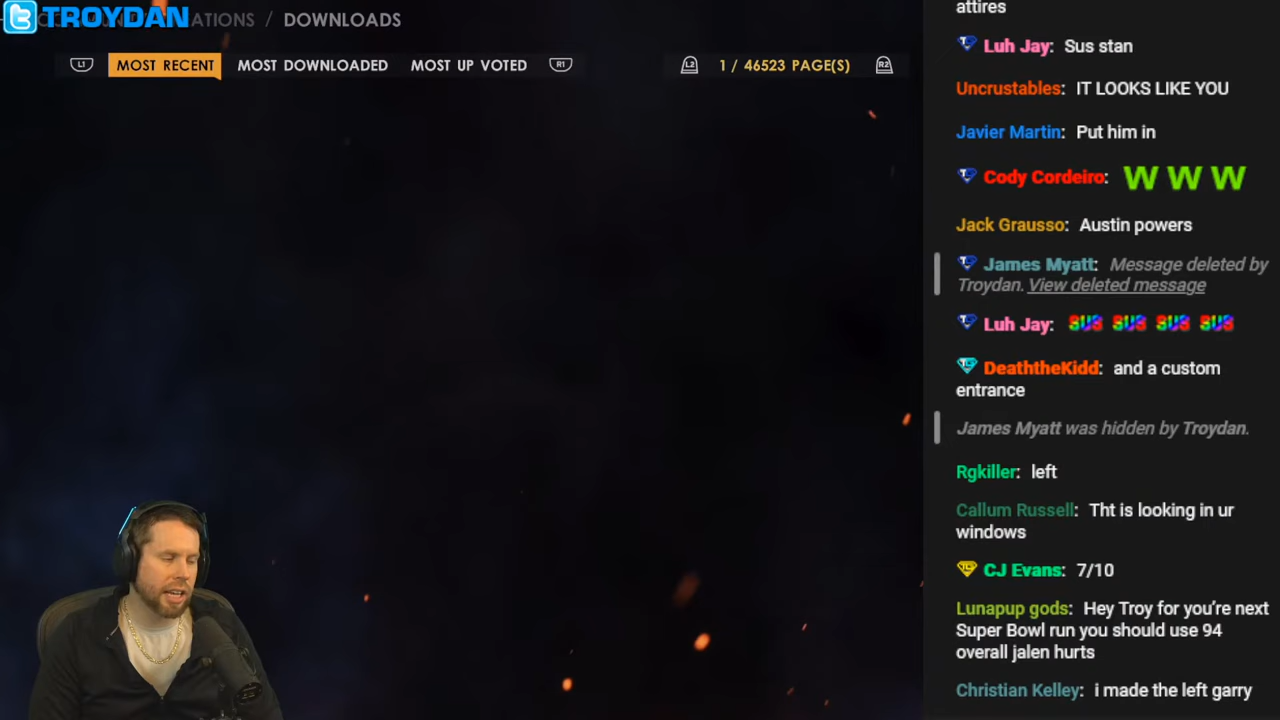 TROYDAN
ATIONS / DOWNLOADS
L1 MOST RECENT MOST DOWNLOADED MOST UP VOTED R1 L2 1 / 46523 PAGE(S) R2
attires
Luh Jay: Sus stan
Uncrustables: IT LOOKS LIKE YOU
Javier Martin: Put him in
Cody Cordeiro: W W W
Jack Grausso: Austin powers
James Myatt: Message deleted by
Troydan. View deleted message
Luh Jay: SUS SUS SUS SUS
DeaththeKidd: and a custom
entrance
James Myatt was hidden by Troydan.
Rgkiller: left
Callum Russell: Tht is looking in ur
windows
CJ Evans: 7/10
Lunapup gods: Hey Troy for you're next
Super Bowl run you should use 94
overall jalen hurts
Christian Kelley: i made the left garry